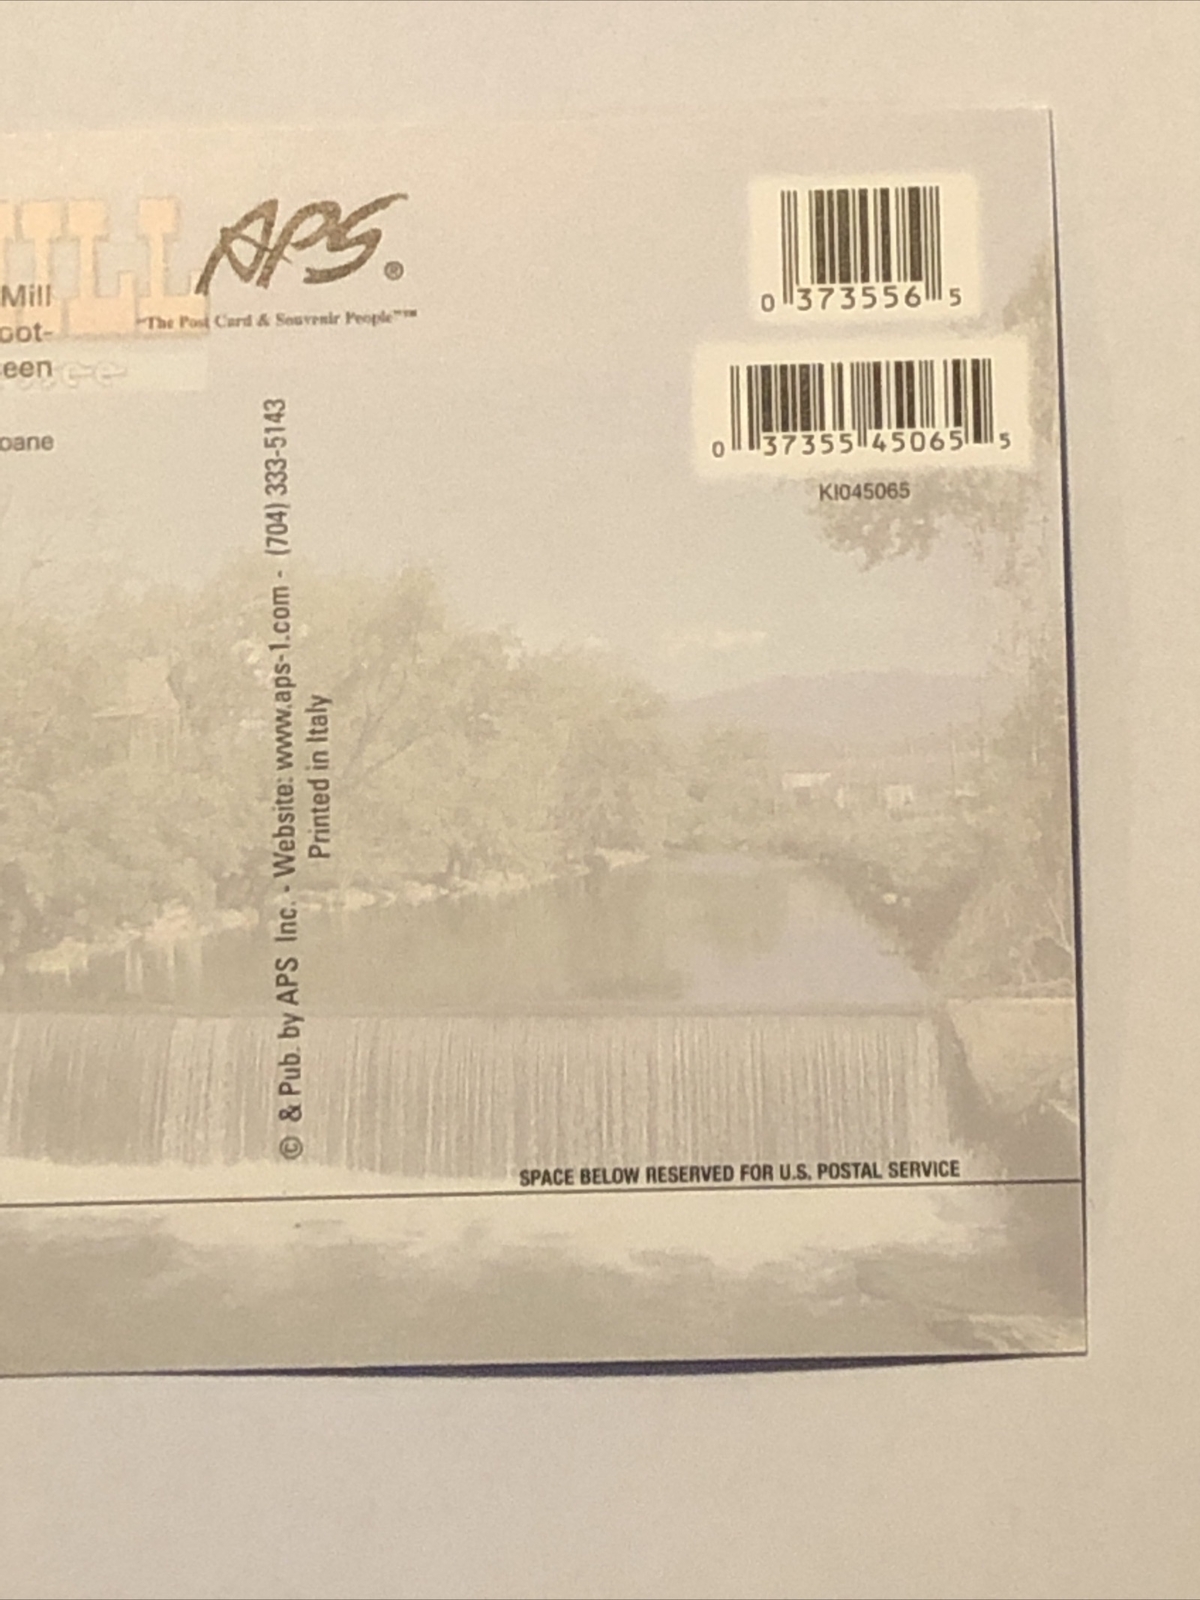 ILL
APS®
"The Post Card & Souvenir People"™
Mill
oot-
een
oane
© & Pub. by APS Inc. - Website: www.aps-1.com - (704) 333-5143
Printed in Italy
0 373556 5
0 37355 45065 5
KI045065
SPACE BELOW RESERVED FOR U.S. POSTAL SERVICE